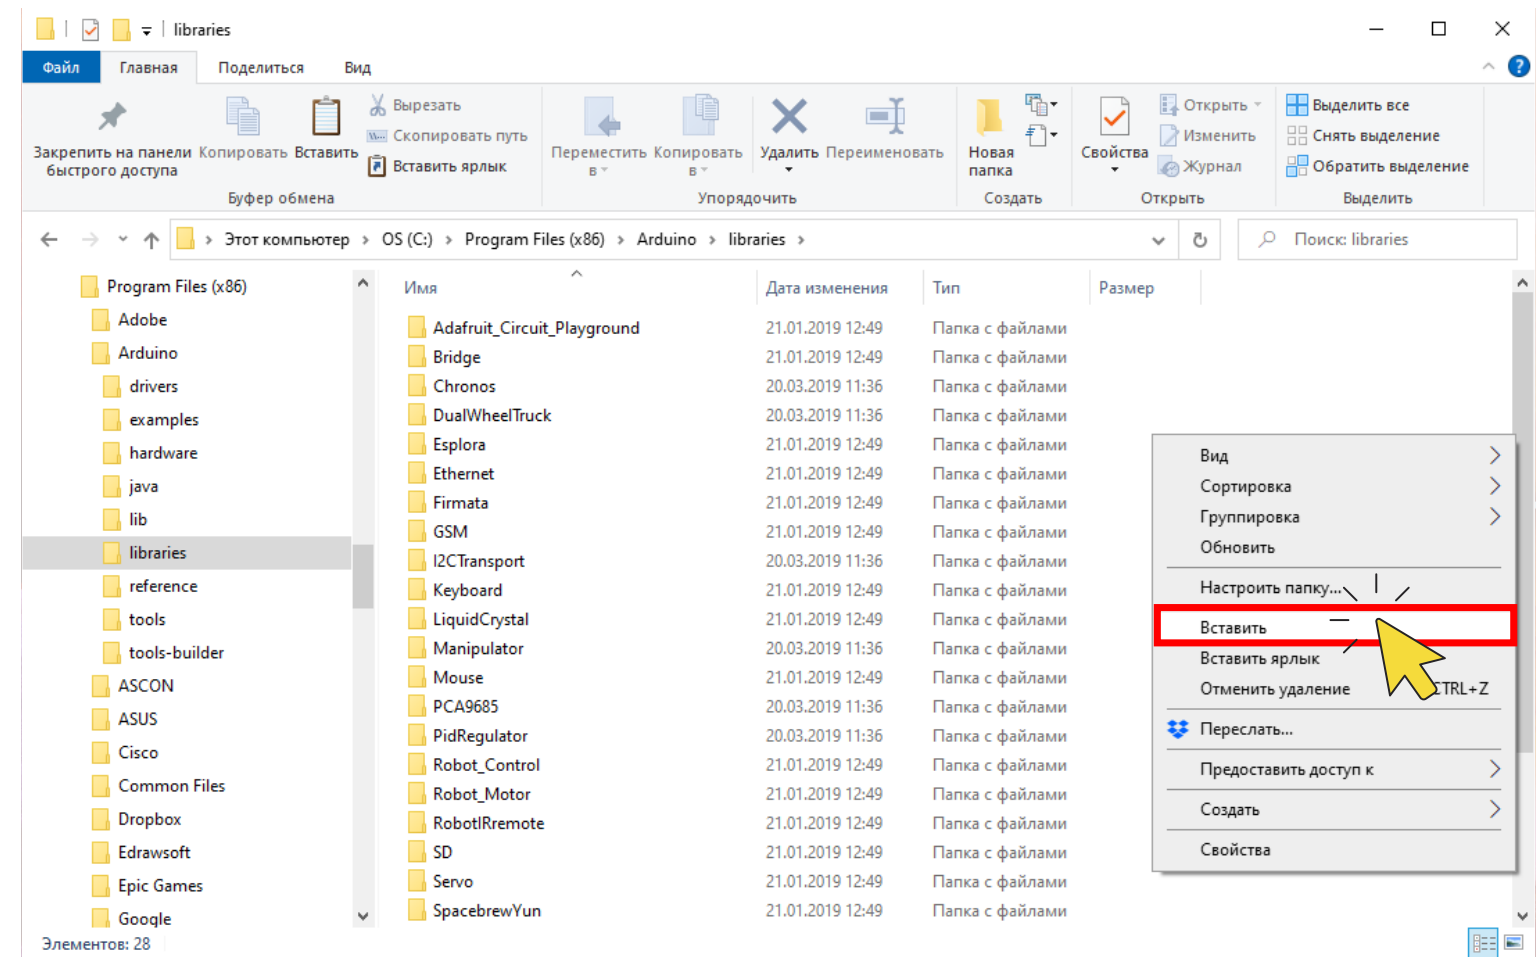 libraries
Файл Главная Поделиться Вид
Закрепить на панели быстрого доступа
Копировать
Вставить
Вырезать
Скопировать путь
Вставить ярлык
Буфер обмена
Переместить в
Копировать в
Удалить
Переименовать
Упорядочить
Новая папка
Создать
Свойства
Открыть
Изменить
Журнал
Открыть
Выделить все
Снять выделение
Обратить выделение
Выделить
Этот компьютер > OS (C:) > Program Files (x86) > Arduino > libraries >
Поиск: libraries
Program Files (x86)
Adobe
Arduino
drivers
examples
hardware
java
lib
libraries
reference
tools
tools-builder
ASCON
ASUS
Cisco
Common Files
Dropbox
Edrawsoft
Epic Games
Google
Имя Дата изменения Тип Размер
Adafruit_Circuit_Playground 21.01.2019 12:49 Папка с файлами
Bridge 21.01.2019 12:49 Папка с файлами
Chronos 20.03.2019 11:36 Папка с файлами
DualWheelTruck 20.03.2019 11:36 Папка с файлами
Esplora 21.01.2019 12:49 Папка с файлами
Ethernet 21.01.2019 12:49 Папка с файлами
Firmata 21.01.2019 12:49 Папка с файлами
GSM 21.01.2019 12:49 Папка с файлами
I2CTransport 20.03.2019 11:36 Папка с файлами
Keyboard 21.01.2019 12:49 Папка с файлами
LiquidCrystal 21.01.2019 12:49 Папка с файлами
Manipulator 20.03.2019 11:36 Папка с файлами
Mouse 21.01.2019 12:49 Папка с файлами
PCA9685 20.03.2019 11:36 Папка с файлами
PidRegulator 20.03.2019 11:36 Папка с файлами
Robot_Control 21.01.2019 12:49 Папка с файлами
Robot_Motor 21.01.2019 12:49 Папка с файлами
RobotIRremote 21.01.2019 12:49 Папка с файлами
SD 21.01.2019 12:49 Папка с файлами
Servo 21.01.2019 12:49 Папка с файлами
SpacebrewYun 21.01.2019 12:49 Папка с файлами
Вид
Сортировка
Группировка
Обновить
Настроить папку...
Вставить
Вставить ярлык
Отменить удаление CTRL+Z
Переслать...
Предоставить доступ к
Создать
Свойства
Элементов: 28